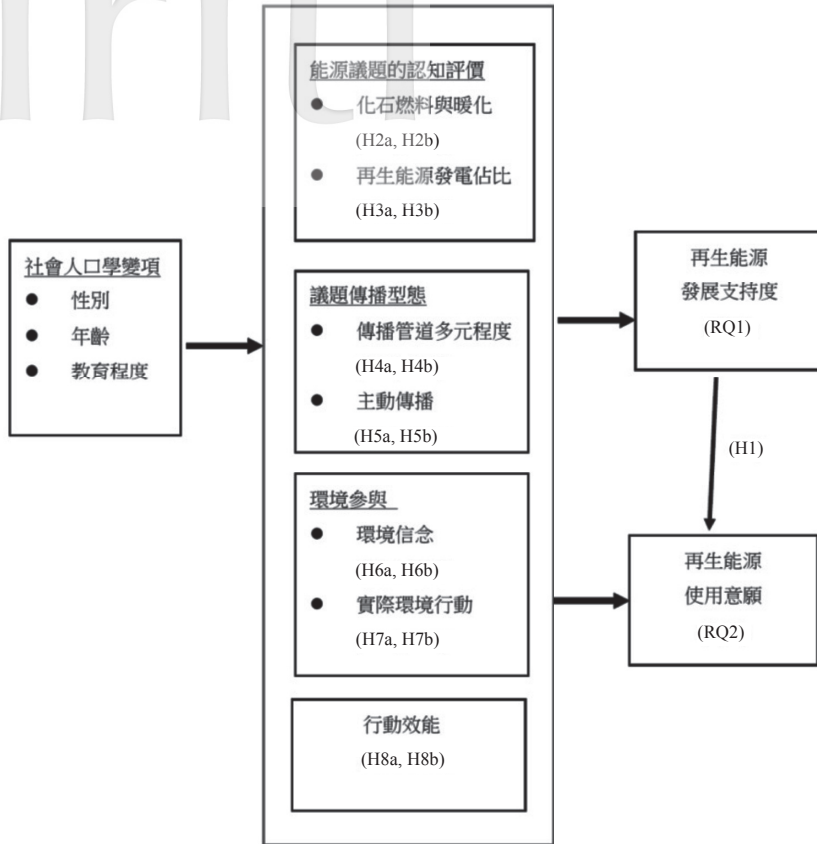 社會人口學變項
● 性別
● 年齡
● 教育程度
能源議題的認知評價
● 化石燃料與暖化
(H2a, H2b)
● 再生能源發電佔比
(H3a, H3b)
議題傳播型態
● 傳播管道多元程度
(H4a, H4b)
● 主動傳播
(H5a, H5b)
環境參與
● 環境信念
(H6a, H6b)
● 實際環境行動
(H7a, H7b)
行動效能
(H8a, H8b)
再生能源
發展支持度
(RQ1)
(H1)
再生能源
使用意願
(RQ2)